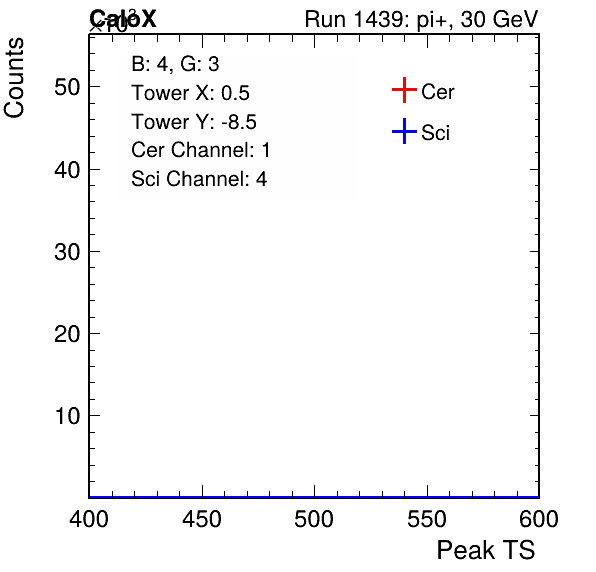 CaloX Run 1439: pi+, 30 GeV
×10³
Counts
B: 4, G: 3
Tower X: 0.5
Tower Y: -8.5
Cer Channel: 1
Sci Channel: 4
Cer
Sci
50
40
30
20
10
400 450 500 550 600
Peak TS